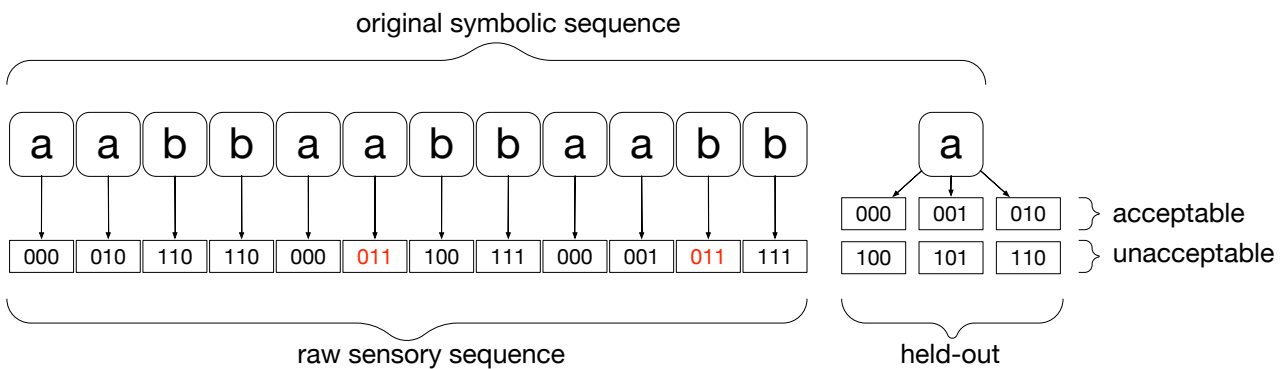 original symbolic sequence
a a b b a a b b a a b b a
000 001 010 acceptable
000 010 110 110 000 011 100 111 000 001 011 111 100 101 110 unacceptable
raw sensory sequence held-out